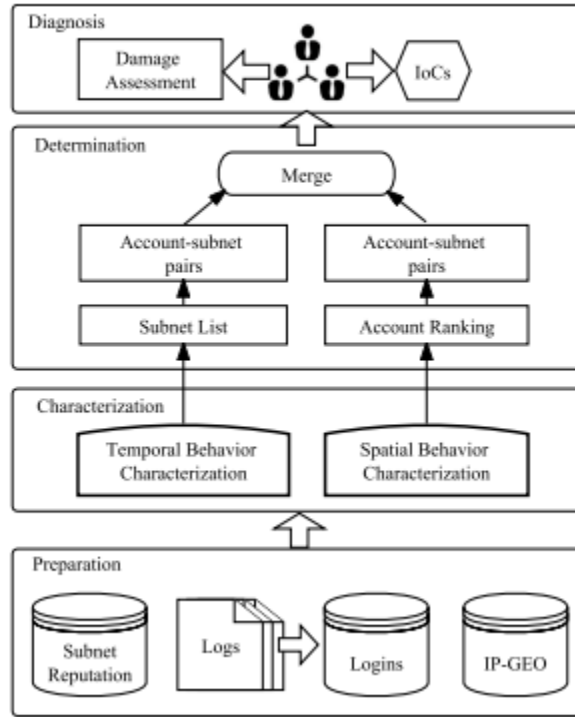 Diagnosis
Damage
Assessment
IoCs
Determination
Merge
Account-subnet
pairs
Account-subnet
pairs
Subnet List
Account Ranking
Characterization
Temporal Behavior
Characterization
Spatial Behavior
Characterization
Preparation
Subnet
Reputation
Logs
Logins
IP-GEO